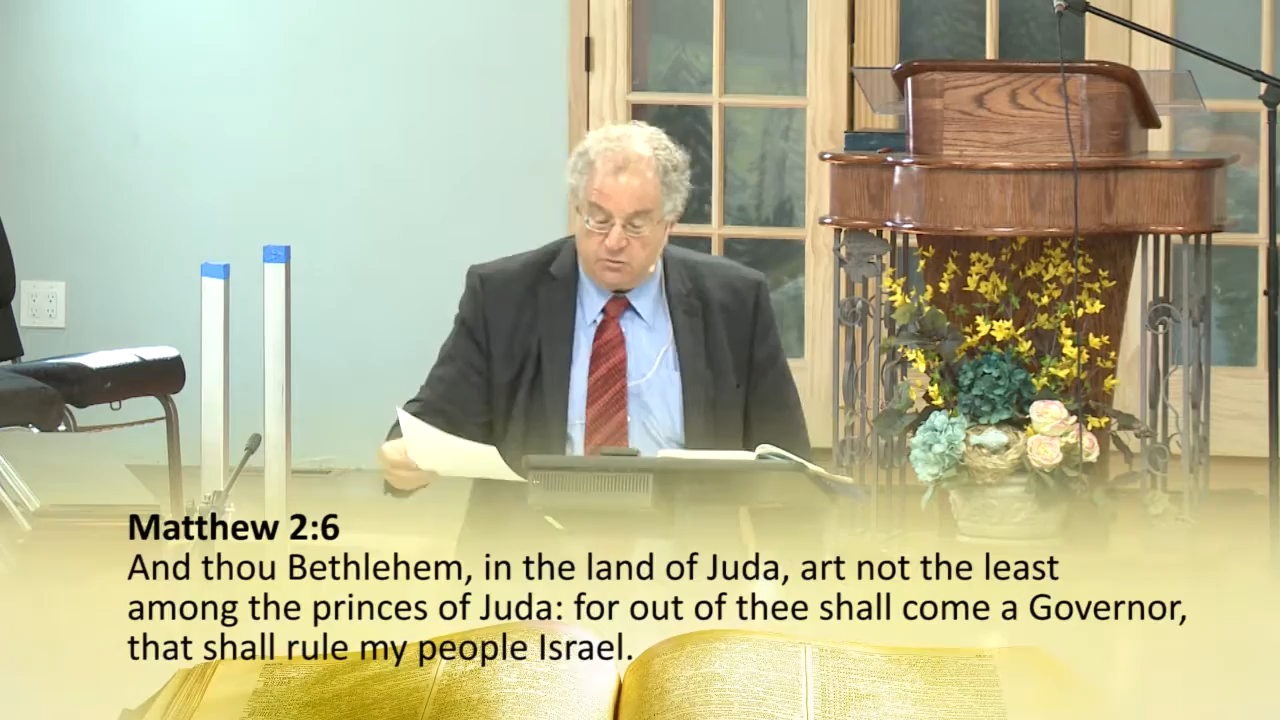 Matthew 2:6
And thou Bethlehem, in the land of Juda, art not the least
among the princes of Juda: for out of thee shall come a Governor,
that shall rule my people Israel.